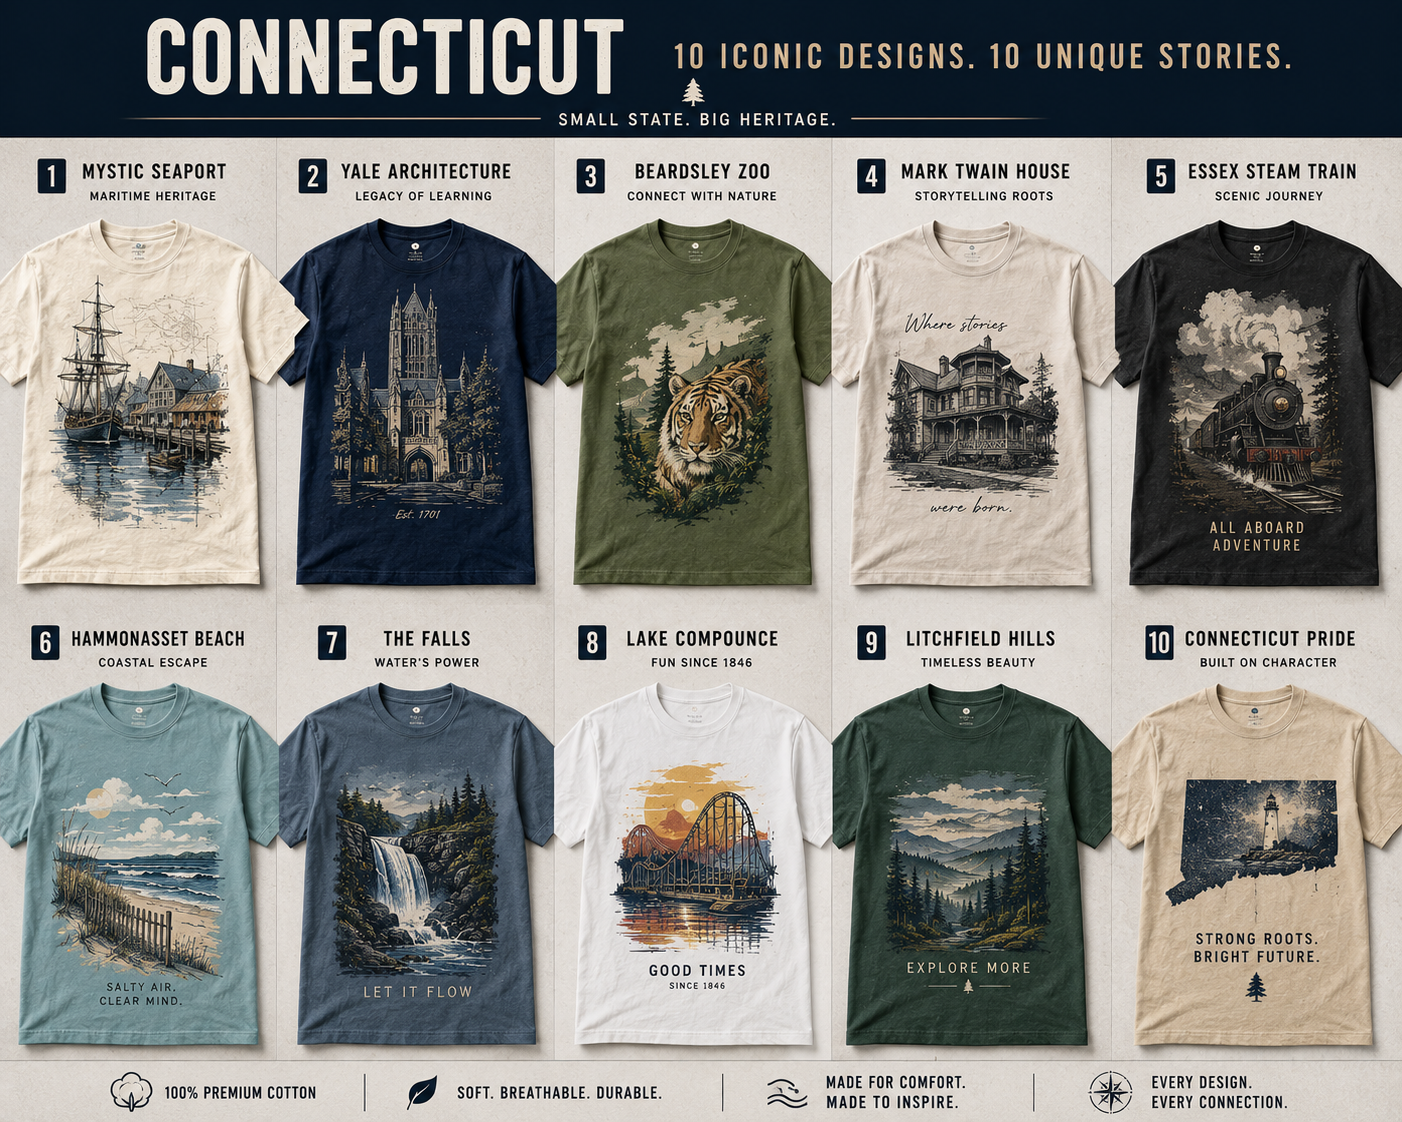 CONNECTICUT
10 ICONIC DESIGNS. 10 UNIQUE STORIES.
SMALL STATE. BIG HERITAGE.
1 MYSTIC SEAPORT
MARITIME HERITAGE
2 YALE ARCHITECTURE
LEGACY OF LEARNING
Est. 1701
3 BEARDSLEY ZOO
CONNECT WITH NATURE
4 MARK TWAIN HOUSE
STORYTELLING ROOTS
Where stories
were born.
5 ESSEX STEAM TRAIN
SCENIC JOURNEY
ALL ABOARD
ADVENTURE
6 HAMMONASSET BEACH
COASTAL ESCAPE
SALTY AIR.
CLEAR MIND.
7 THE FALLS
WATER'S POWER
LET IT FLOW
8 LAKE COMPOUNCE
FUN SINCE 1846
GOOD TIMES
SINCE 1846
9 LITCHFIELD HILLS
TIMELESS BEAUTY
EXPLORE MORE
10 CONNECTICUT PRIDE
BUILT ON CHARACTER
STRONG ROOTS.
BRIGHT FUTURE.
100% PREMIUM COTTON
SOFT. BREATHABLE. DURABLE.
MADE FOR COMFORT.
MADE TO INSPIRE.
EVERY DESIGN.
EVERY CONNECTION.